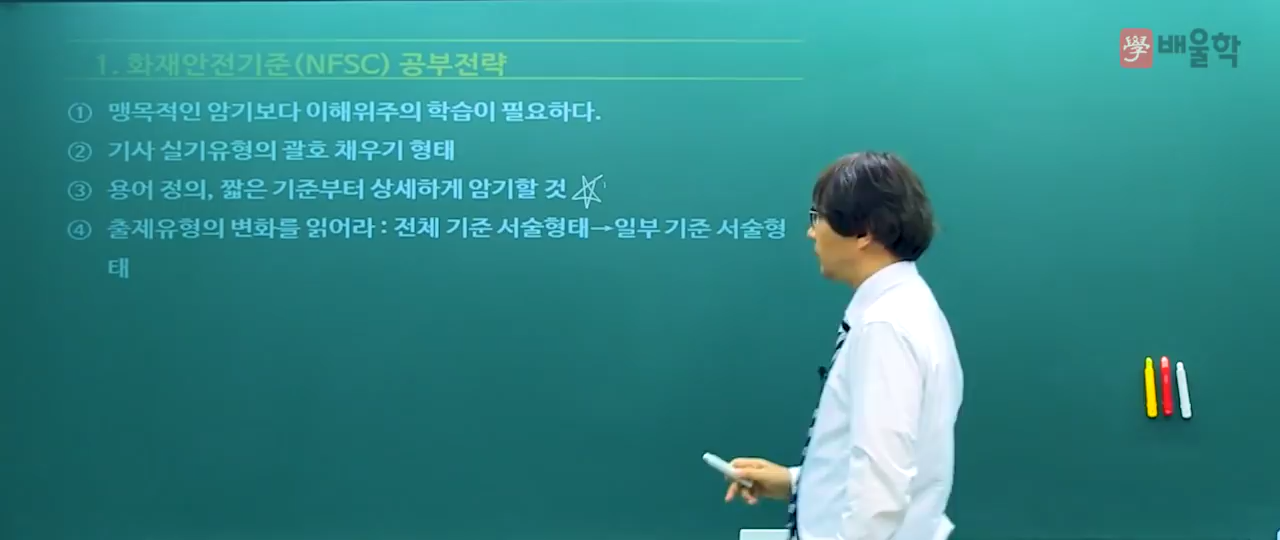 1. 화재안전기준(NFSC) 공부전략
學 배울학
① 맹목적인 암기보다 이해위주의 학습이 필요하다.
② 기사 실기유형의 괄호 채우기 형태
③ 용어 정의, 짧은 기준부터 상세하게 암기할 것
④ 출제유형의 변화를 읽어라 : 전체 기준 서술형태→일부 기준 서술형
태